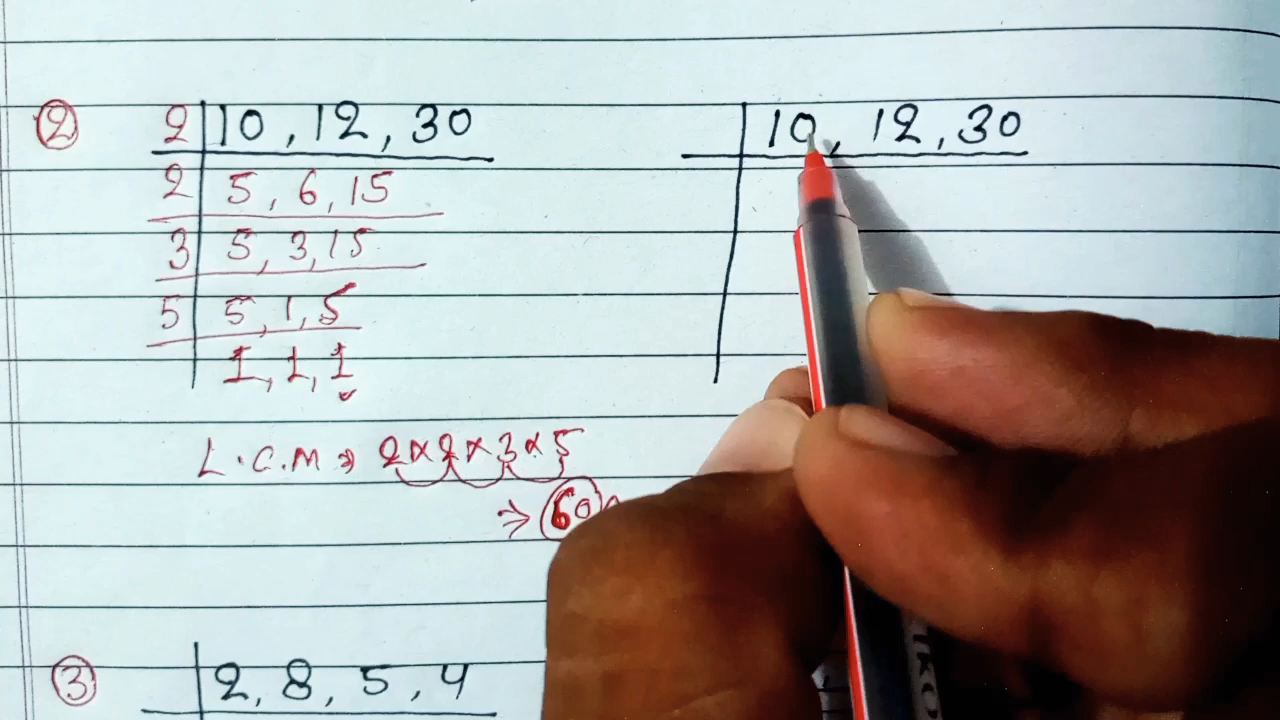 ② 2 10, 12, 30
2 5, 6, 15
3 5, 3, 15
5 5, 1, 5
1, 1, 1
L.C.M ⇒ 2×2×3×5
⇒ 60
10, 12, 30
③ 2, 8, 5, 4